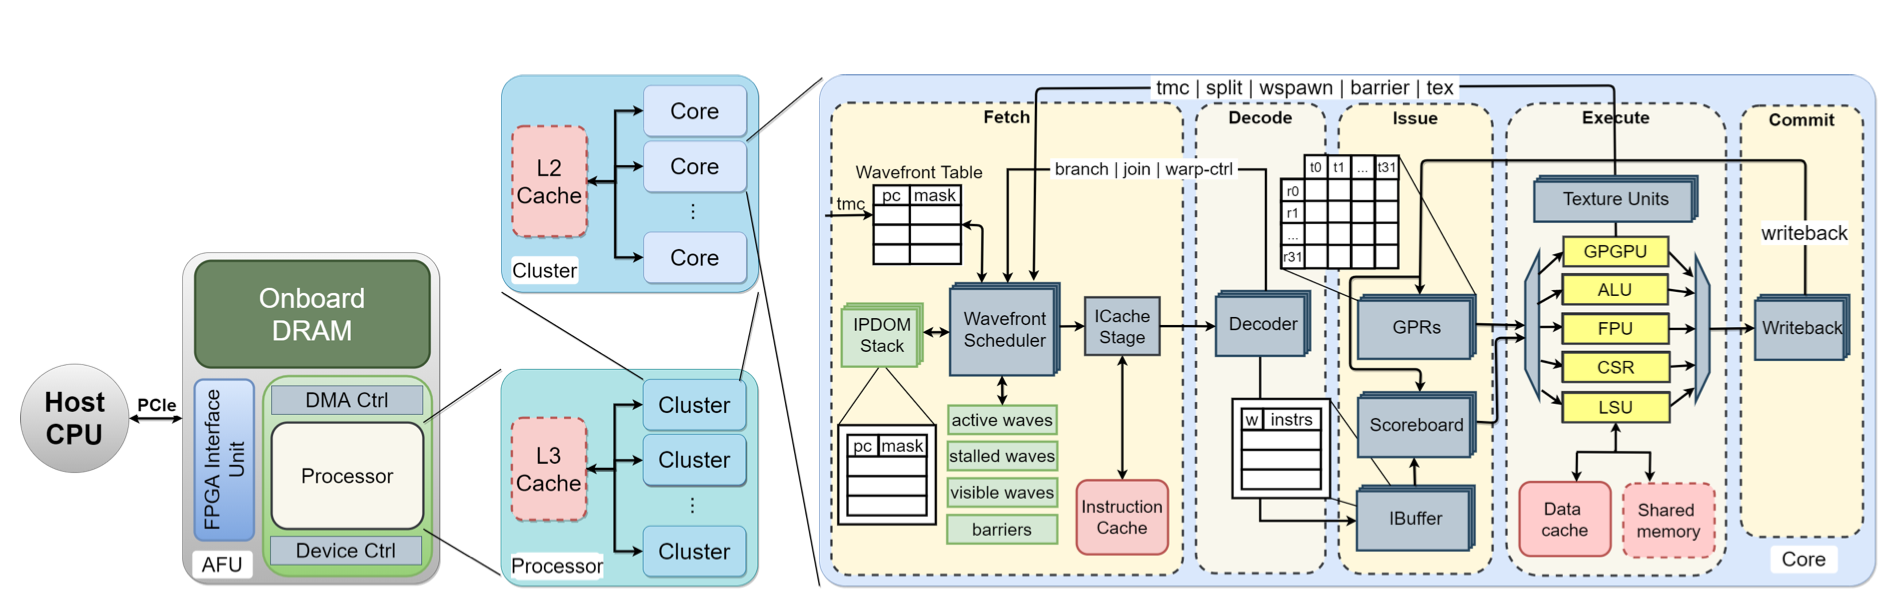 Host
CPU
PCIe
Onboard
DRAM
FPGA Interface
Unit
DMA Ctrl
Processor
Device Ctrl
AFU
L2
Cache
Core
Core
⋮
Core
Cluster
L3
Cache
Cluster
Cluster
⋮
Cluster
Processor
tmc | split | wspawn | barrier | tex
Fetch
Decode
Issue
Execute
Commit
branch | join | warp-ctrl
Wavefront Table
pc mask
tmc
IPDOM
Stack
Wavefront
Scheduler
ICache
Stage
pc mask
active waves
stalled waves
visible waves
barriers
Instruction
Cache
Decoder
w instrs
t0 t1 ... t31
r0
r1
...
r31
GPRs
Scoreboard
IBuffer
Texture Units
GPGPU
ALU
FPU
CSR
LSU
Data
cache
Shared
memory
writeback
Writeback
Core